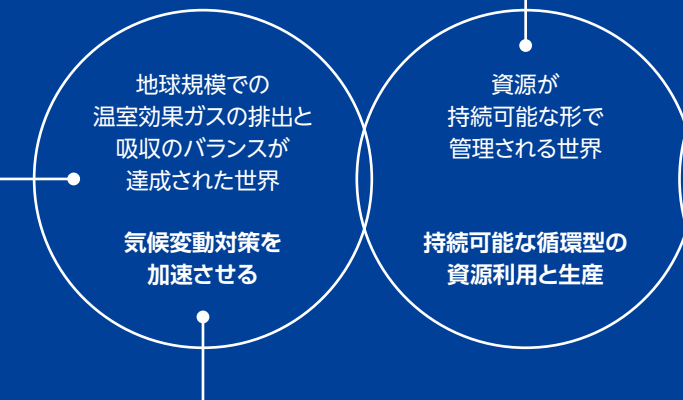 地球規模での
温室効果ガスの排出と
吸収のバランスが
達成された世界
気候変動対策を
加速させる
資源が
持続可能な形で
管理される世界
持続可能な循環型の
資源利用と生産